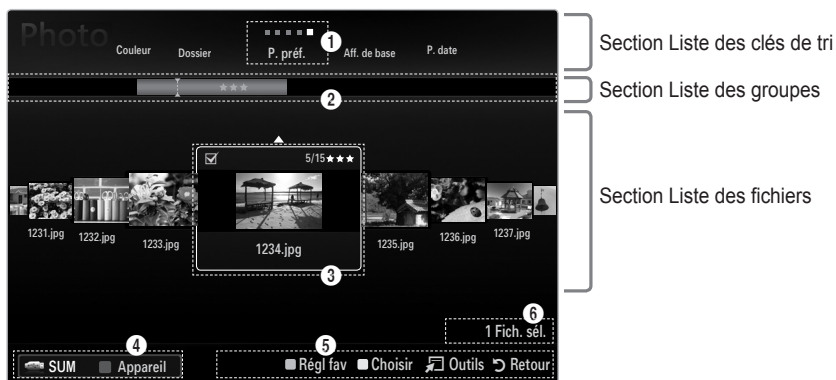 Photo
Couleur Dossier P. préf. Aff. de base P. date
1
Section Liste des clés de tri
★★★
2
Section Liste des groupes
5/15★★★
Section Liste des fichiers
1231.jpg 1232.jpg 1233.jpg 1234.jpg 1235.jpg 1236.jpg 1237.jpg
3
6
1 Fich. sél.
4 5
SUM Appareil Régl fav Choisir Outils Retour